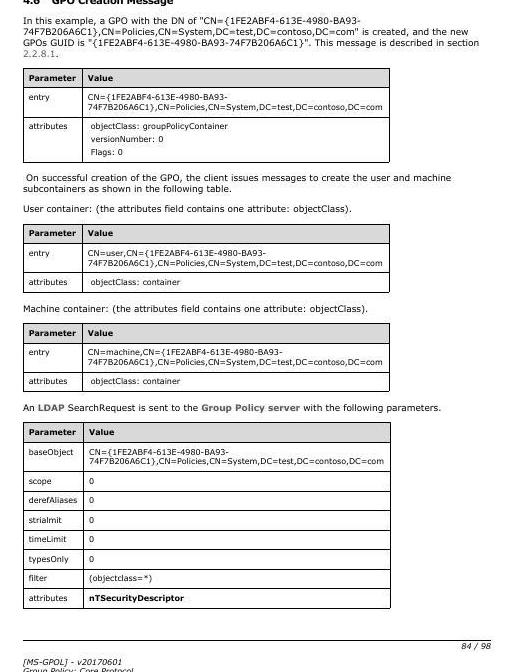 4.6 GPO Creation Message
In this example, a GPO with the DN of "CN={1FE2ABF4-613E-4980-BA93-
74F7B206A6C1},CN=Policies,CN=System,DC=test,DC=contoso,DC=com" is created, and the new
GPOs GUID is "{1FE2ABF4-613E-4980-BA93-74F7B206A6C1}". This message is described in section
2.2.8.1.
Parameter Value
entry CN={1FE2ABF4-613E-4980-BA93-
74F7B206A6C1},CN=Policies,CN=System,DC=test,DC=contoso,DC=com
attributes objectClass: groupPolicyContainer
versionNumber: 0
Flags: 0
On successful creation of the GPO, the client issues messages to create the user and machine
subcontainers as shown in the following table.
User container: (the attributes field contains one attribute: objectClass).
Parameter Value
entry CN=user,CN={1FE2ABF4-613E-4980-BA93-
74F7B206A6C1},CN=Policies,CN=System,DC=test,DC=contoso,DC=com
attributes objectClass: container
Machine container: (the attributes field contains one attribute: objectClass).
Parameter Value
entry CN=machine,CN={1FE2ABF4-613E-4980-BA93-
74F7B206A6C1},CN=Policies,CN=System,DC=test,DC=contoso,DC=com
attributes objectClass: container
An LDAP SearchRequest is sent to the Group Policy server with the following parameters.
Parameter Value
baseObject CN={1FE2ABF4-613E-4980-BA93-
74F7B206A6C1},CN=Policies,CN=System,DC=test,DC=contoso,DC=com
scope 0
derefAliases 0
strialmit 0
timeLimit 0
typesOnly 0
filter (objectclass=*)
attributes nTSecurityDescriptor
84 / 98
[MS-GPOL] - v20170601
Group Policy: Core Protocol